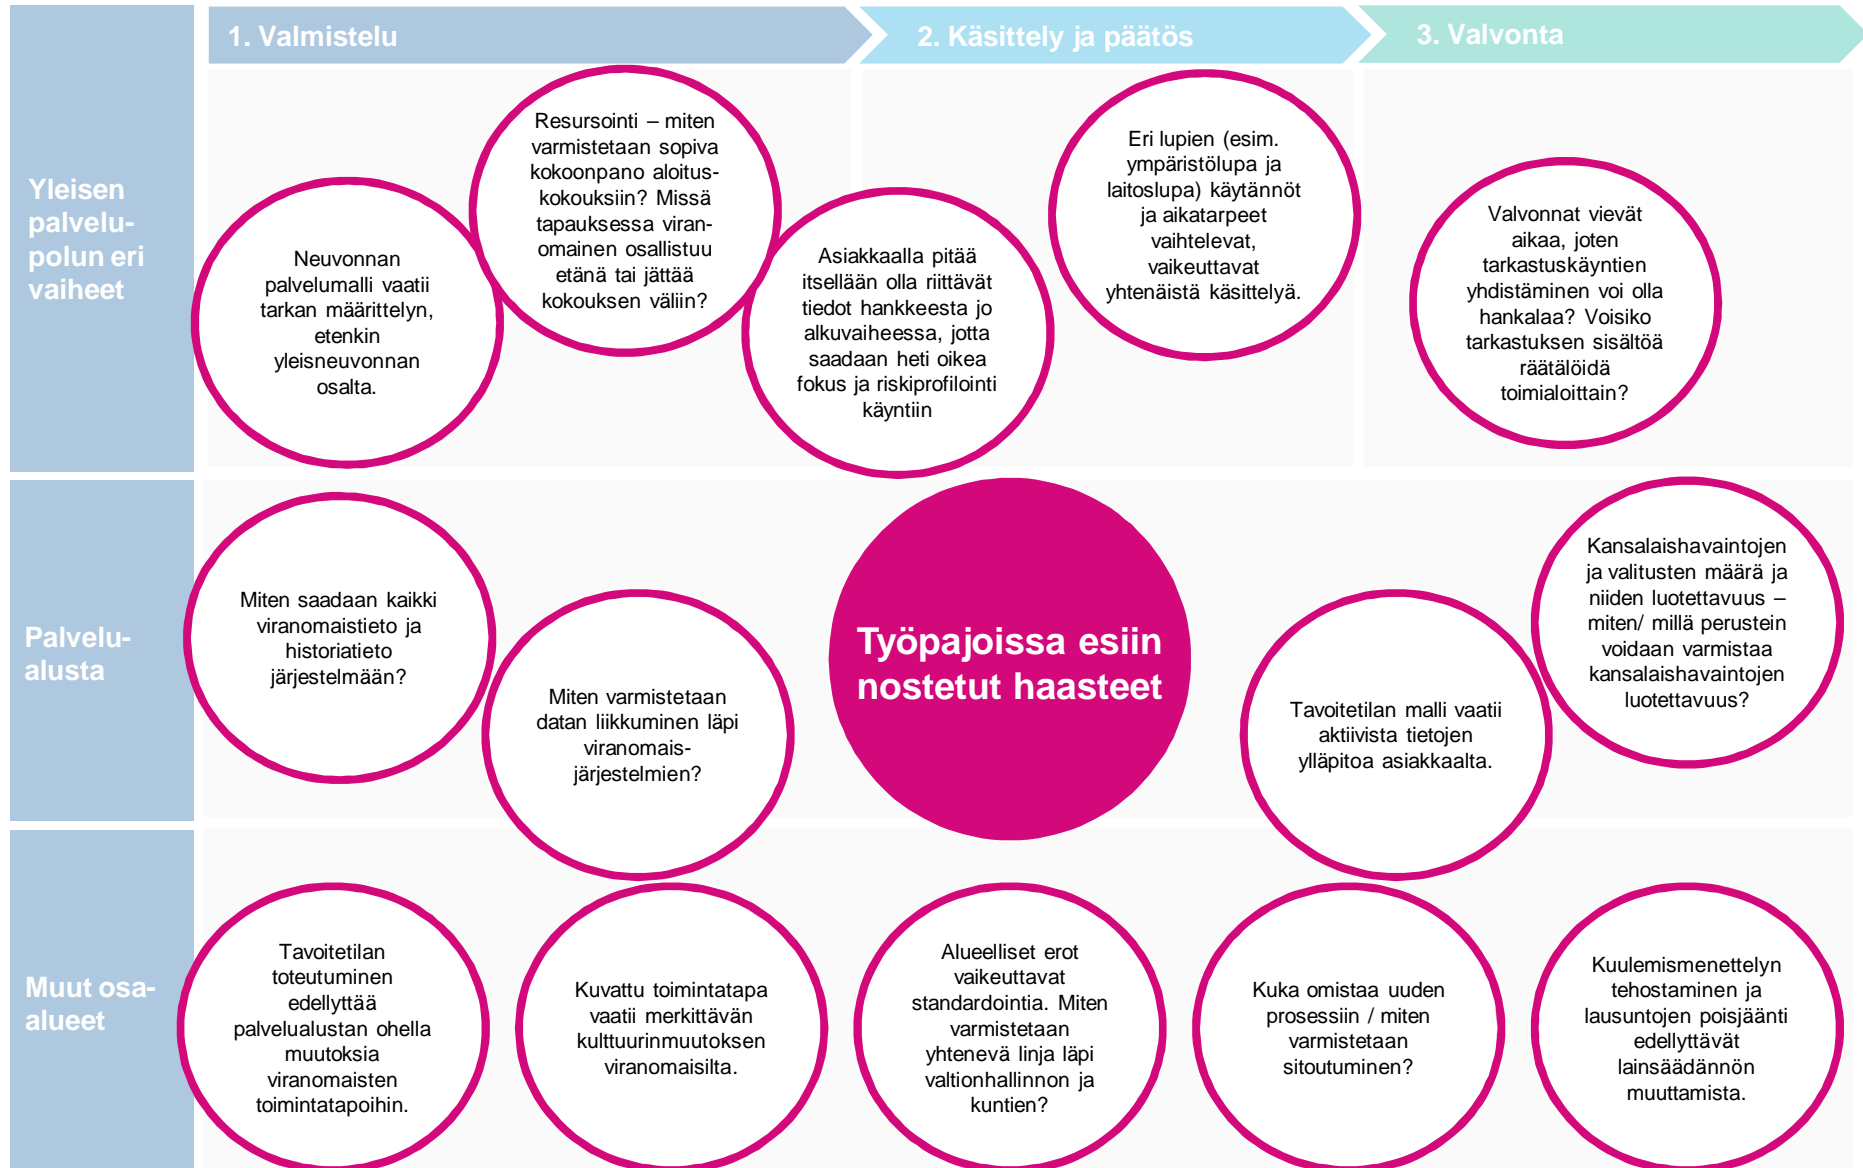 1. Valmistelu
2. Käsittely ja päätös
3. Valvonta
Yleisen
palvelu-
polun eri
vaiheet
Neuvonnan
palvelumalli vaatii
tarkan määrittelyn,
etenkin
yleisneuvonnan
osalta.
Resursointi – miten
varmistetaan sopiva
kokoonpano aloitus-
kokouksiin? Missä
tapauksessa viran-
omainen osallistuu
etänä tai jättää
kokouksen väliin?
Asiakkaalla pitää
itsellään olla riittävät
tiedot hankkeesta jo
alkuvaiheessa, jotta
saadaan heti oikea
fokus ja riskiprofilointi
käyntiin
Eri lupien (esim.
ympäristölupa ja
laitoslupa) käytännöt
ja aikatarpeet
vaihtelevat,
vaikeuttavat
yhtenäistä käsittelyä.
Valvonnat vievät
aikaa, joten
tarkastuskäyntien
yhdistäminen voi olla
hankalaa? Voisiko
tarkastuksen sisältöä
räätälöidä
toimialoittain?
Palvelu-
alusta
Miten saadaan kaikki
viranomaistieto ja
historiatieto
järjestelmään?
Miten varmistetaan
datan liikkuminen läpi
viranomais-
järjestelmien?
Työpajoissa esiin
nostetut haasteet
Tavoitetilan malli vaatii
aktiivista tietojen
ylläpitoa asiakkaalta.
Kansalaishavaintojen
ja valitusten määrä ja
niiden luotettavuus –
miten/ millä perustein
voidaan varmistaa
kansalaishavaintojen
luotettavuus?
Muut osa-
alueet
Tavoitetilan
toteutuminen
edellyttää
palvelualustan ohella
muutoksia
viranomaisten
toimintatapoihin.
Kuvattu toimintatapa
vaatii merkittävän
kulttuurinmuutoksen
viranomaisilta.
Alueelliset erot
vaikeuttavat
standardointia. Miten
varmistetaan
yhtenevä linja läpi
valtionhallinnon ja
kuntien?
Kuka omistaa uuden
prosessiin / miten
varmistetaan
sitoutuminen?
Kuulemismenettelyn
tehostaminen ja
lausuntojen poisjäänti
edellyttävät
lainsäädännön
muuttamista.